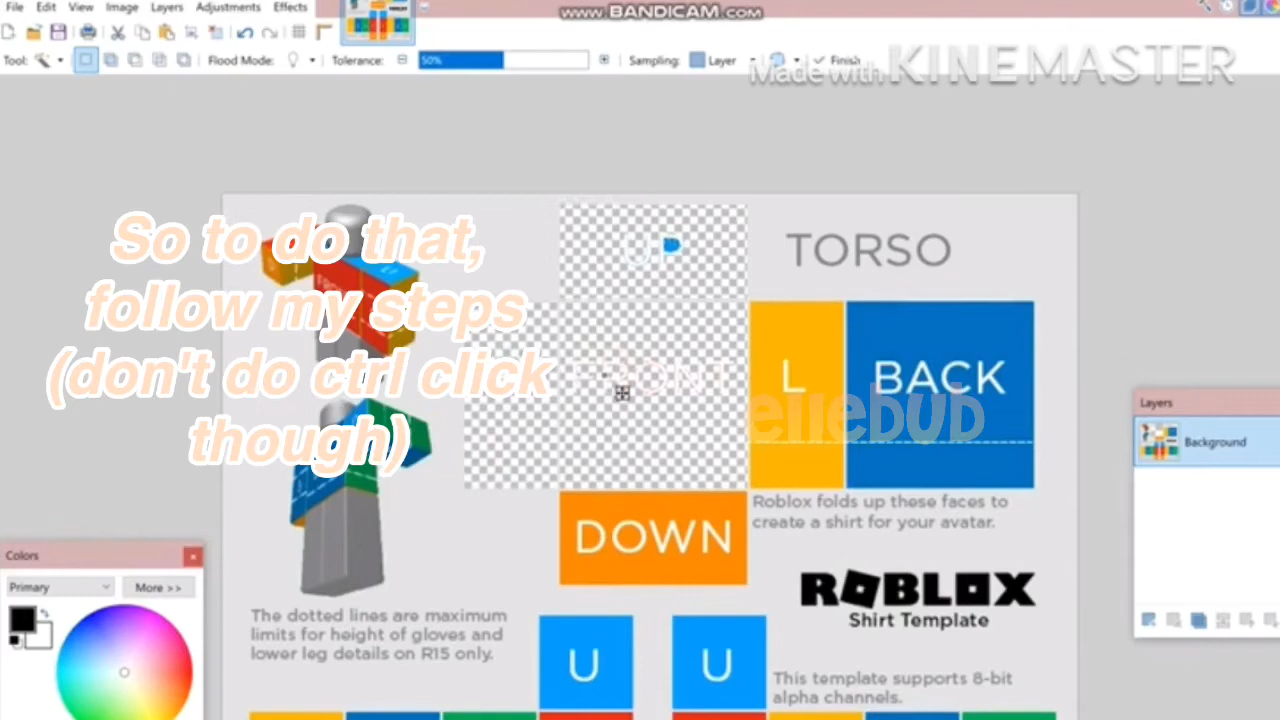 File Edit View Image Layers Adjustments Effects
www.BANDICAM.com
Tool: Flood Mode: Tolerance: 50% Sampling: Layer Finish
Made with KINEMASTER
So to do that,
follow my steps
(don't do ctrl click
though)
UP
TORSO
FRONT
L
BACK
ellebub
DOWN
Roblox folds up these faces to
create a shirt for your avatar.
ROBLOX
Shirt Template
The dotted lines are maximum
limits for height of gloves and
lower leg details on R15 only.
U
U
This template supports 8-bit
alpha channels.
Layers
Background
Colors
Primary
More >>